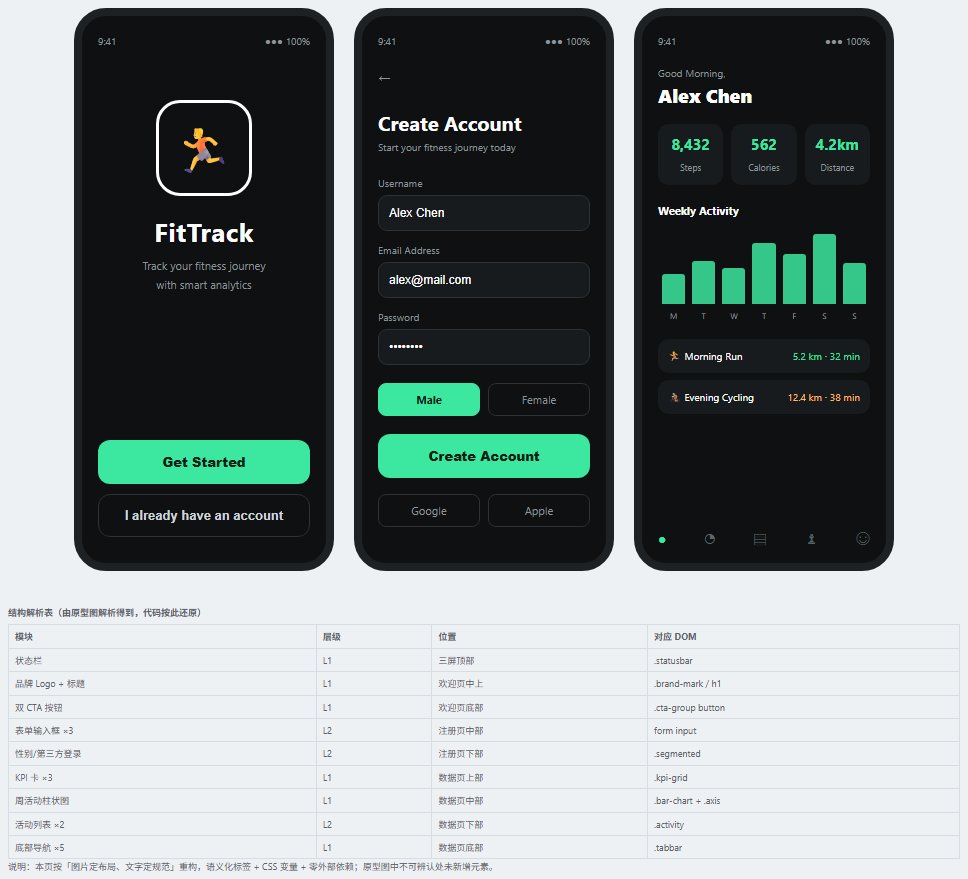 9:41
●●● 100%
FitTrack
Track your fitness journey
with smart analytics
Get Started
I already have an account
9:41
●●● 100%
←
Create Account
Start your fitness journey today
Username
Alex Chen
Email Address
alex@mail.com
Password
••••••••
Male Female
Create Account
Google Apple
9:41
●●● 100%
Good Morning,
Alex Chen
8,432 562 4.2km
Steps Calories Distance
Weekly Activity
M T W T F S S
Morning Run 5.2 km · 32 min
Evening Cycling 12.4 km · 38 min
结构解析表（由原型图解析得到，代码按此还原）
模块 层级 位置 对应 DOM
状态栏 L1 三屏顶部 .statusbar
品牌 Logo + 标题 L1 欢迎页中上 .brand-mark / h1
双 CTA 按钮 L1 欢迎页底部 .cta-group button
表单输入框 ×3 L2 注册页中部 form input
性别/第三方登录 L2 注册页下部 .segmented
KPI 卡 ×3 L1 数据页上部 .kpi-grid
周活动柱状图 L1 数据页中部 .bar-chart + .axis
活动列表 ×2 L2 数据页下部 .activity
底部导航 ×5 L1 数据页底部 .tabbar
说明：本页按「图片定布局、文字定规范」重构，语义化标签 + CSS 变量 + 零外部依赖；原型图中不可辨认处未新增元素。